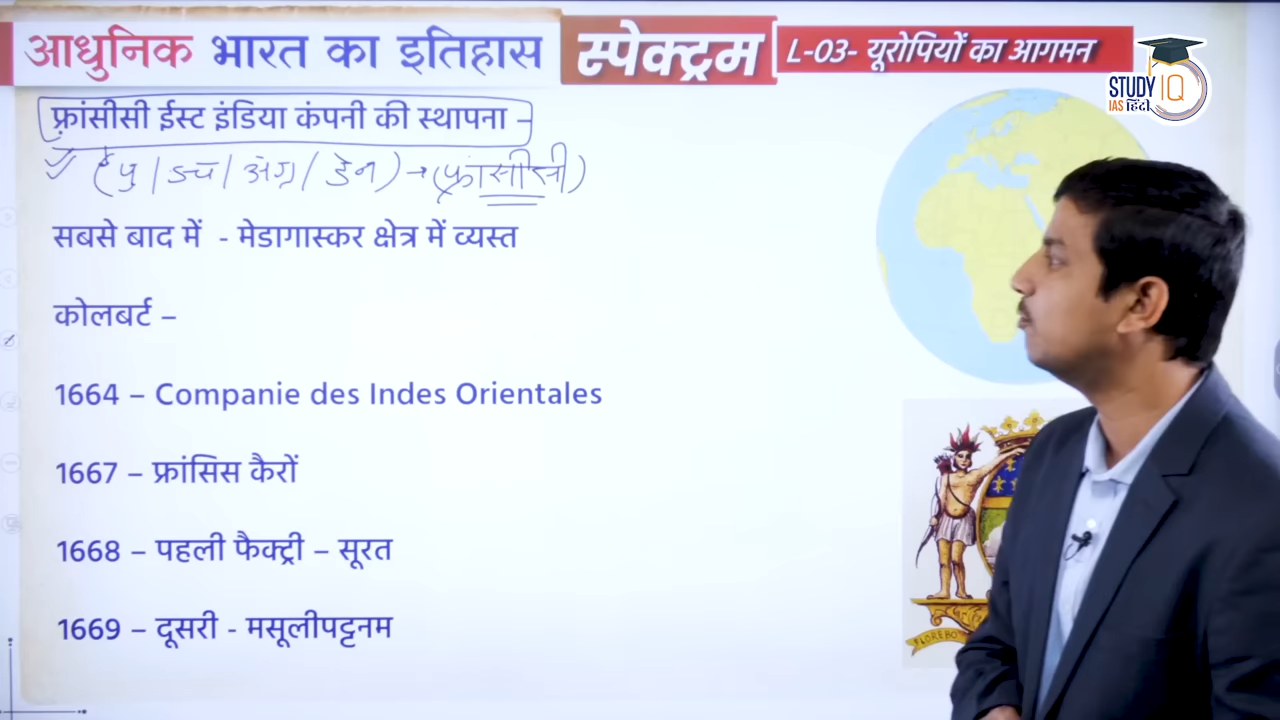 आधुनिक भारत का इतिहास
स्पेक्ट्रम
L-03- यूरोपियों का आगमन
STUDY IQ
IAS हिंदी
फ्रांसीसी ईस्ट इंडिया कंपनी की स्थापना –
(पु / डच / अंग्र / डेन) → (फ्रांसीसी)
सबसे बाद में - मेडागास्कर क्षेत्र में व्यस्त
कोलबर्ट –
1664 – Companie des Indes Orientales
1667 – फ्रांसिस कैरों
1668 – पहली फैक्ट्री – सूरत
1669 – दूसरी - मसूलीपट्टनम
FLOREBO